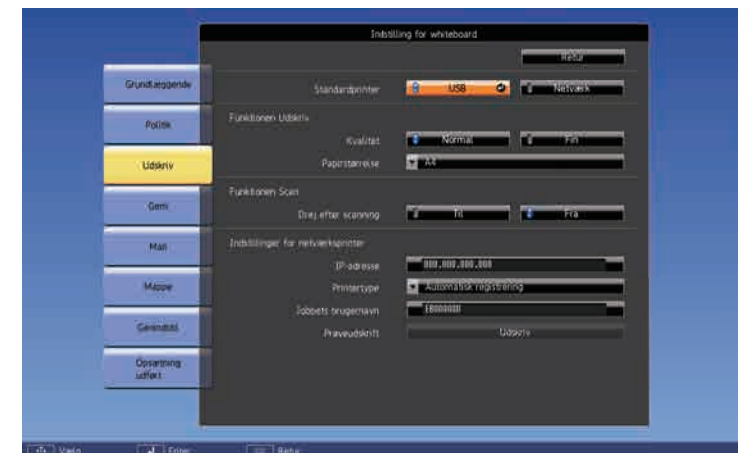 Indstilling for whiteboard
Retur
Grundlæggende
Standardprinter USB Netværk
Politik
Funktionen Udskriv
Kvalitet Normal Fin
Udskriv
Papirstørrelse A4
Funktionen Scan
Gem
Drej efter scanning Til Fra
Mail
Indstillinger for netværksprinter
IP-adresse 000.000.000.000
Mappe
Printertype Automatisk registrering
Jobbets brugernavn
Generindstil.
Prøveudskrift Udskriv
Opsætning
udført
Vælg Enter Retur